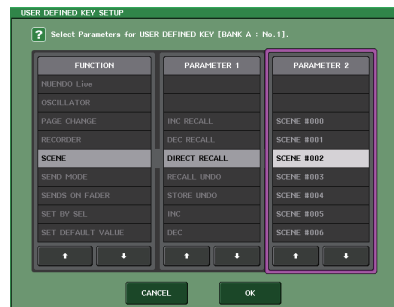 USER DEFINED KEY SETUP
? Select Parameters for USER DEFINED KEY [BANK A : No.1].
FUNCTION
NUENDO Live
OSCILLATOR
PAGE CHANGE
RECORDER
SCENE
SEND MODE
SENDS ON FADER
SET BY SEL
SET DEFAULT VALUE
PARAMETER 1
INC RECALL
DEC RECALL
DIRECT RECALL
RECALL UNDO
STORE UNDO
INC
DEC
PARAMETER 2
SCENE #000
SCENE #001
SCENE #002
SCENE #003
SCENE #004
SCENE #005
SCENE #006
CANCEL
OK